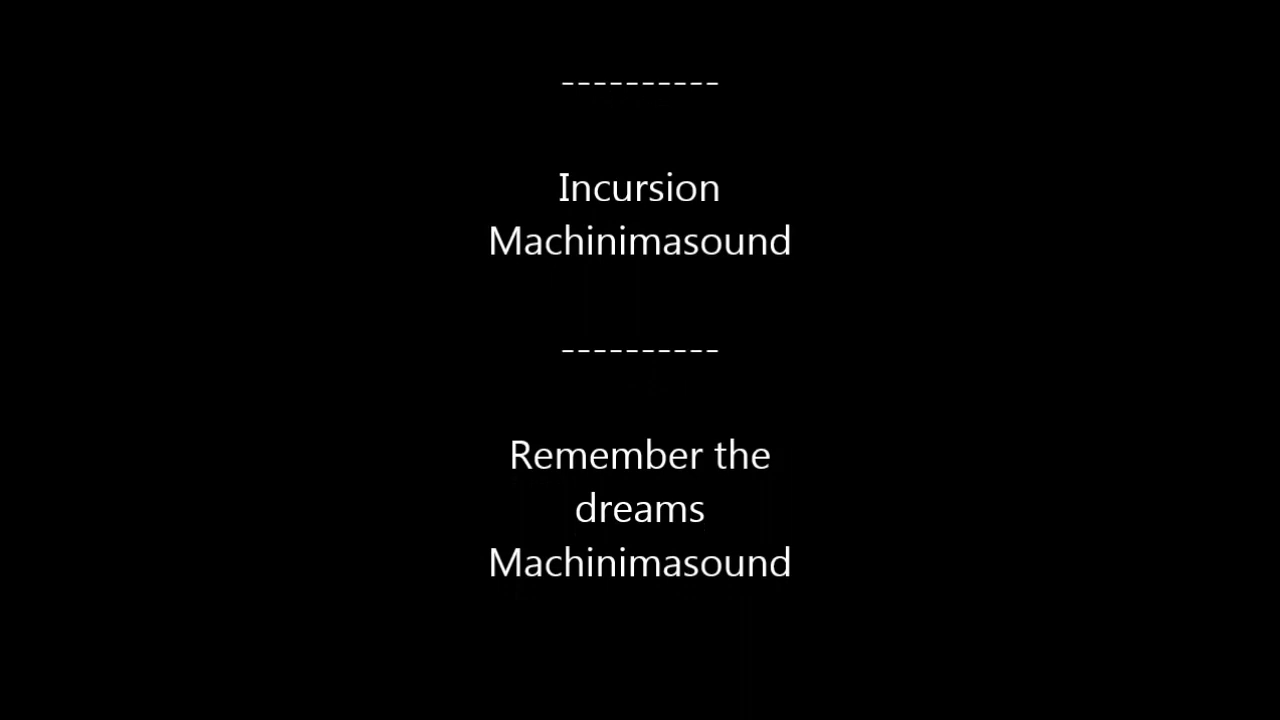 ----------
Incursion
Machinimasound
----------
Remember the
dreams
Machinimasound